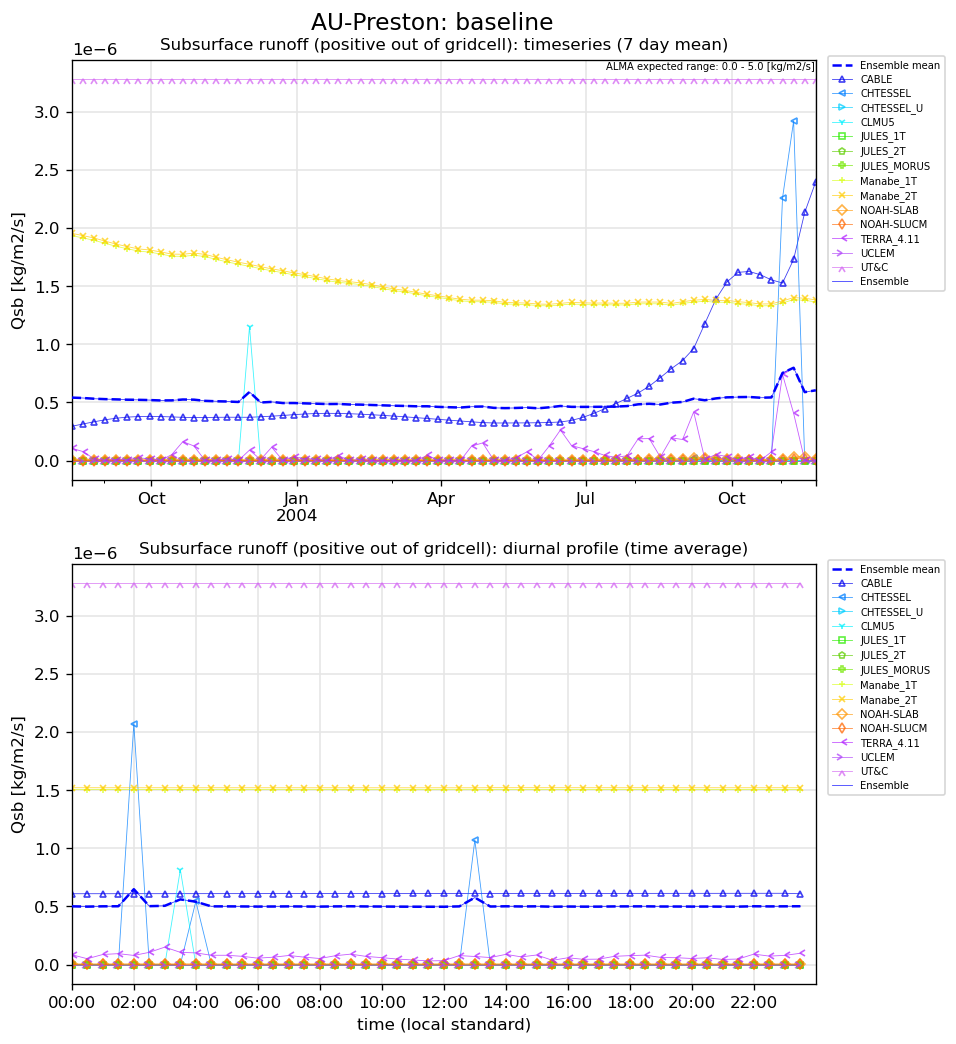 AU-Preston: baseline
Subsurface runoff (positive out of gridcell): timeseries (7 day mean)
1e−6
ALMA expected range: 0.0 - 5.0 [kg/m2/s]
Qsb [kg/m2/s]
3.0
2.5
2.0
1.5
1.0
0.5
0.0
Oct
Jan
2004
Apr
Jul
Oct
Ensemble mean
CABLE
CHTESSEL
CHTESSEL_U
CLMU5
JULES_1T
JULES_2T
JULES_MORUS
Manabe_1T
Manabe_2T
NOAH-SLAB
NOAH-SLUCM
TERRA_4.11
UCLEM
UT&C
Ensemble
Subsurface runoff (positive out of gridcell): diurnal profile (time average)
1e−6
Qsb [kg/m2/s]
3.0
2.5
2.0
1.5
1.0
0.5
0.0
00:00
02:00
04:00
06:00
08:00
10:00
12:00
14:00
16:00
18:00
20:00
22:00
time (local standard)
Ensemble mean
CABLE
CHTESSEL
CHTESSEL_U
CLMU5
JULES_1T
JULES_2T
JULES_MORUS
Manabe_1T
Manabe_2T
NOAH-SLAB
NOAH-SLUCM
TERRA_4.11
UCLEM
UT&C
Ensemble